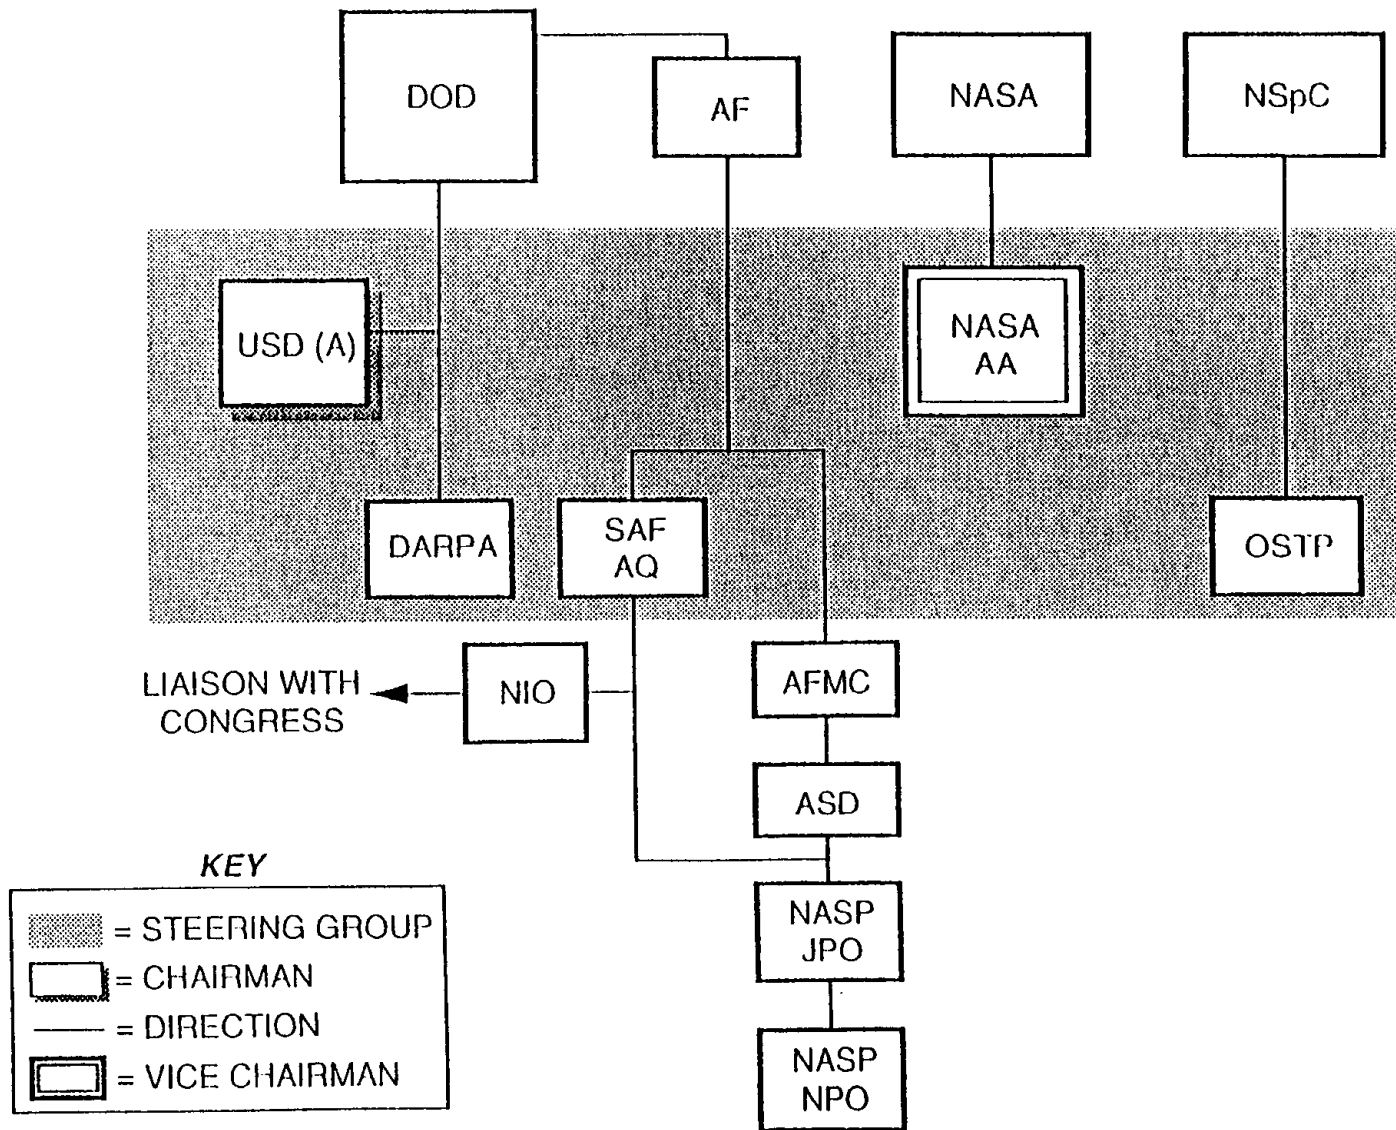 DOD
AF
NASA
NSpC
USD (A)
NASA
AA
DARPA
SAF
AQ
OSTP
LIAISON WITH
CONGRESS
NIO
AFMC
ASD
NASP
JPO
NASP
NPO
KEY
= STEERING GROUP
= CHAIRMAN
= DIRECTION
= VICE CHAIRMAN